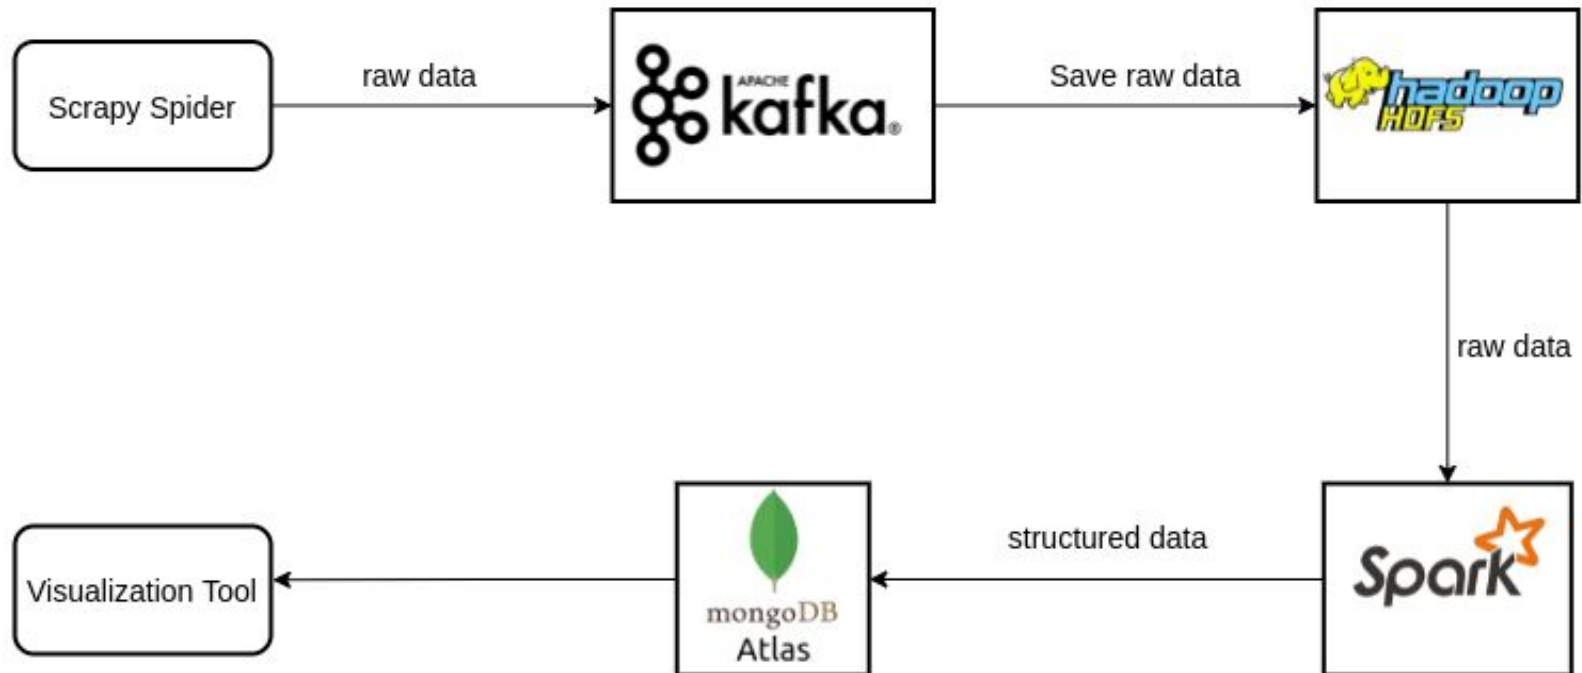 Scrapy Spider
raw data
APACHE
kafka®
Save raw data
hadoop
HDFS
raw data
Spark
structured data
mongoDB
Atlas
Visualization Tool